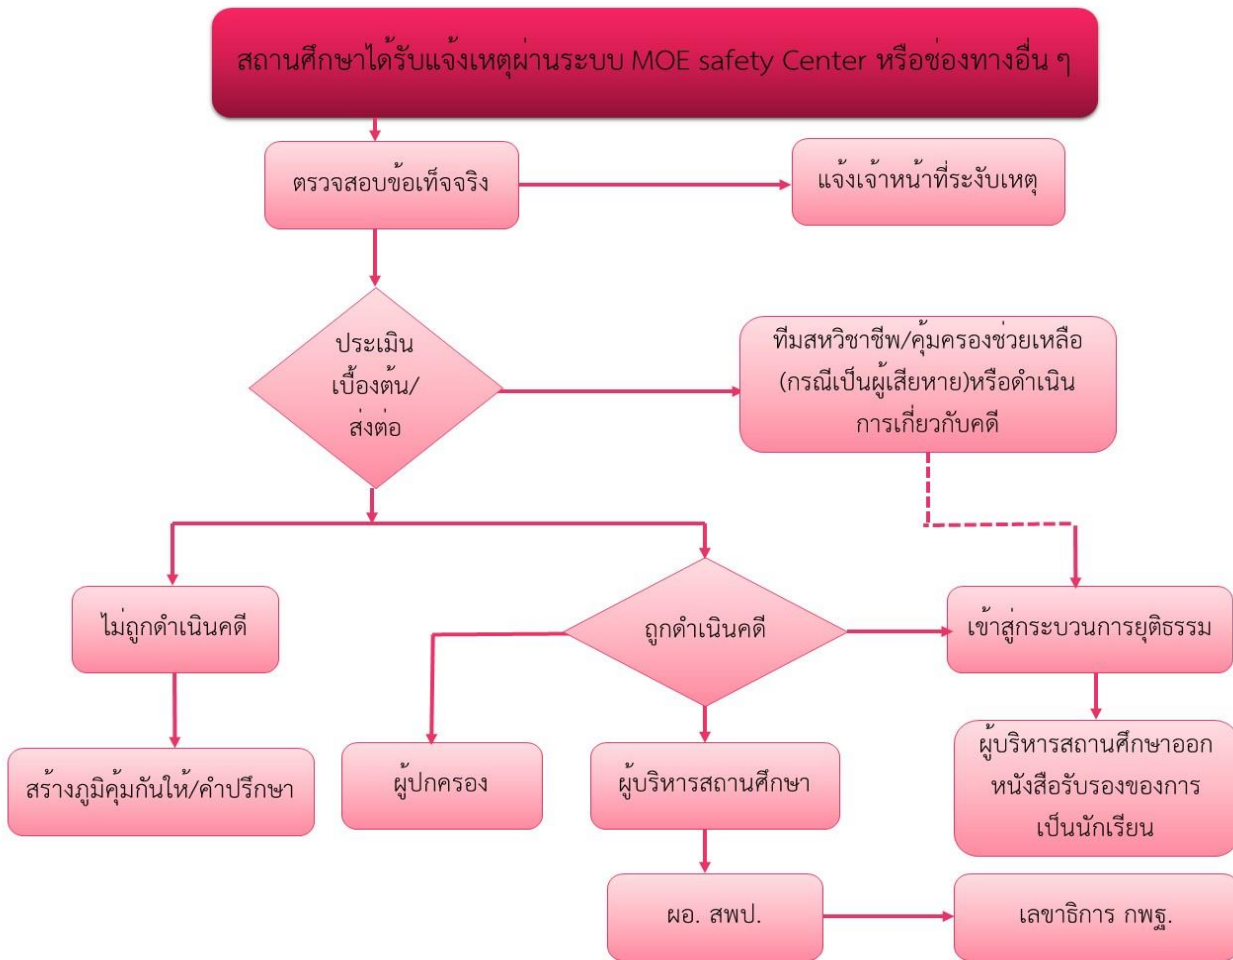 สถานศึกษาได้รับแจ้งเหตุผ่านระบบ MOE safety Center หรือช่องทางอื่น ๆ
ตรวจสอบข้อเท็จจริง
แจ้งเจ้าหน้าที่ระงับเหตุ
ประเมิน
เบื้องต้น/
ส่งต่อ
ทีมสหวิชาชีพ/คุ้มครองช่วยเหลือ
(กรณีเป็นผู้เสียหาย)หรือดำเนิน
การเกี่ยวกับคดี
ไม่ถูกดำเนินคดี
ถูกดำเนินคดี
เข้าสู่กระบวนการยุติธรรม
สร้างภูมิคุ้มกันให้/คำปรึกษา
ผู้ปกครอง
ผู้บริหารสถานศึกษา
ผู้บริหารสถานศึกษาออก
หนังสือรับรองของการ
เป็นนักเรียน
ผอ. สพป.
เลขาธิการ กพฐ.